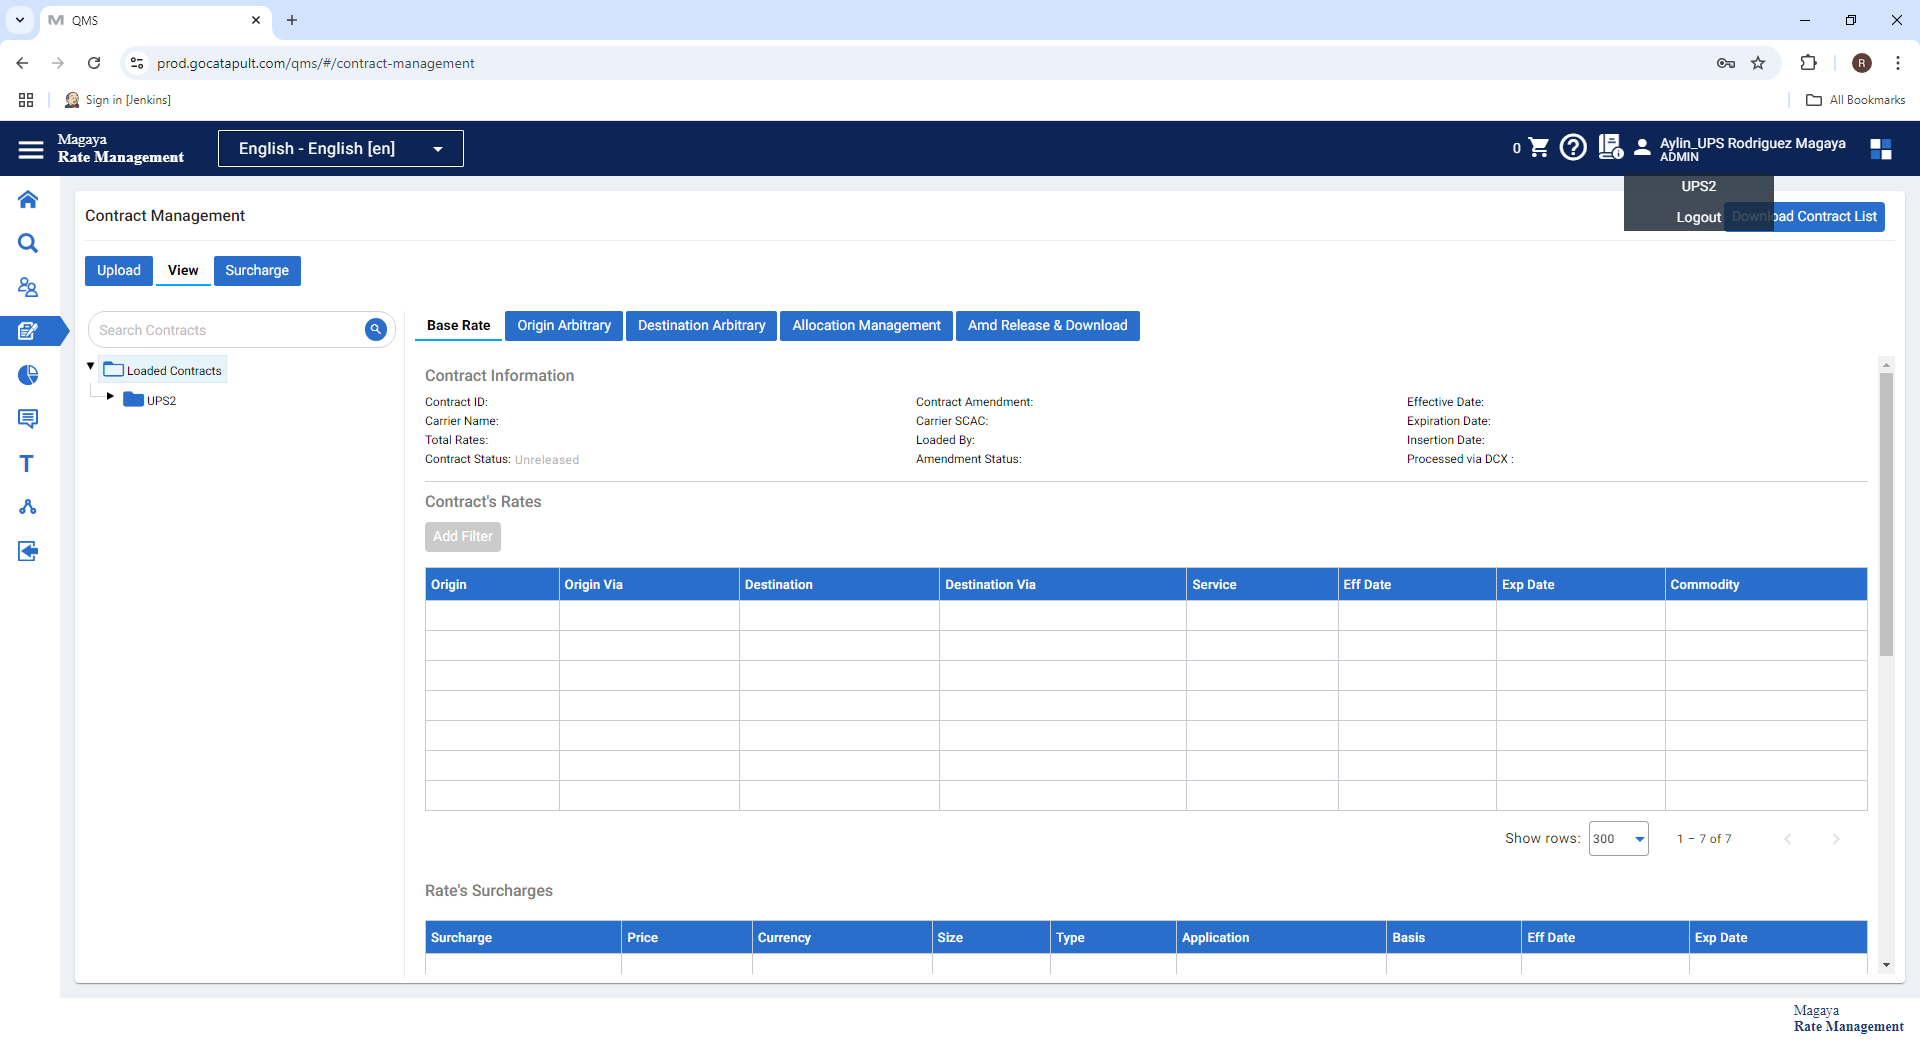 QMS
prod.gocatapult.com/qms/#/contract-management
R
Sign in [Jenkins]
All Bookmarks
Magaya
Rate Management
English - English [en]
0
Aylin_UPS Rodriguez Magaya
ADMIN
UPS2
Logout
Contract Management
Download Contract List
Upload
View
Surcharge
Search Contracts
Loaded Contracts
UPS2
Base Rate
Origin Arbitrary
Destination Arbitrary
Allocation Management
Amd Release & Download
Contract Information
Contract ID:
Contract Amendment:
Effective Date:
Carrier Name:
Carrier SCAC:
Expiration Date:
Total Rates:
Loaded By:
Insertion Date:
Contract Status: Unreleased
Amendment Status:
Processed via DCX :
Contract's Rates
Add Filter
Origin
Origin Via
Destination
Destination Via
Service
Eff Date
Exp Date
Commodity
Show rows:
300
1 – 7 of 7
Rate's Surcharges
Surcharge
Price
Currency
Size
Type
Application
Basis
Eff Date
Exp Date
T
Magaya
Rate Management